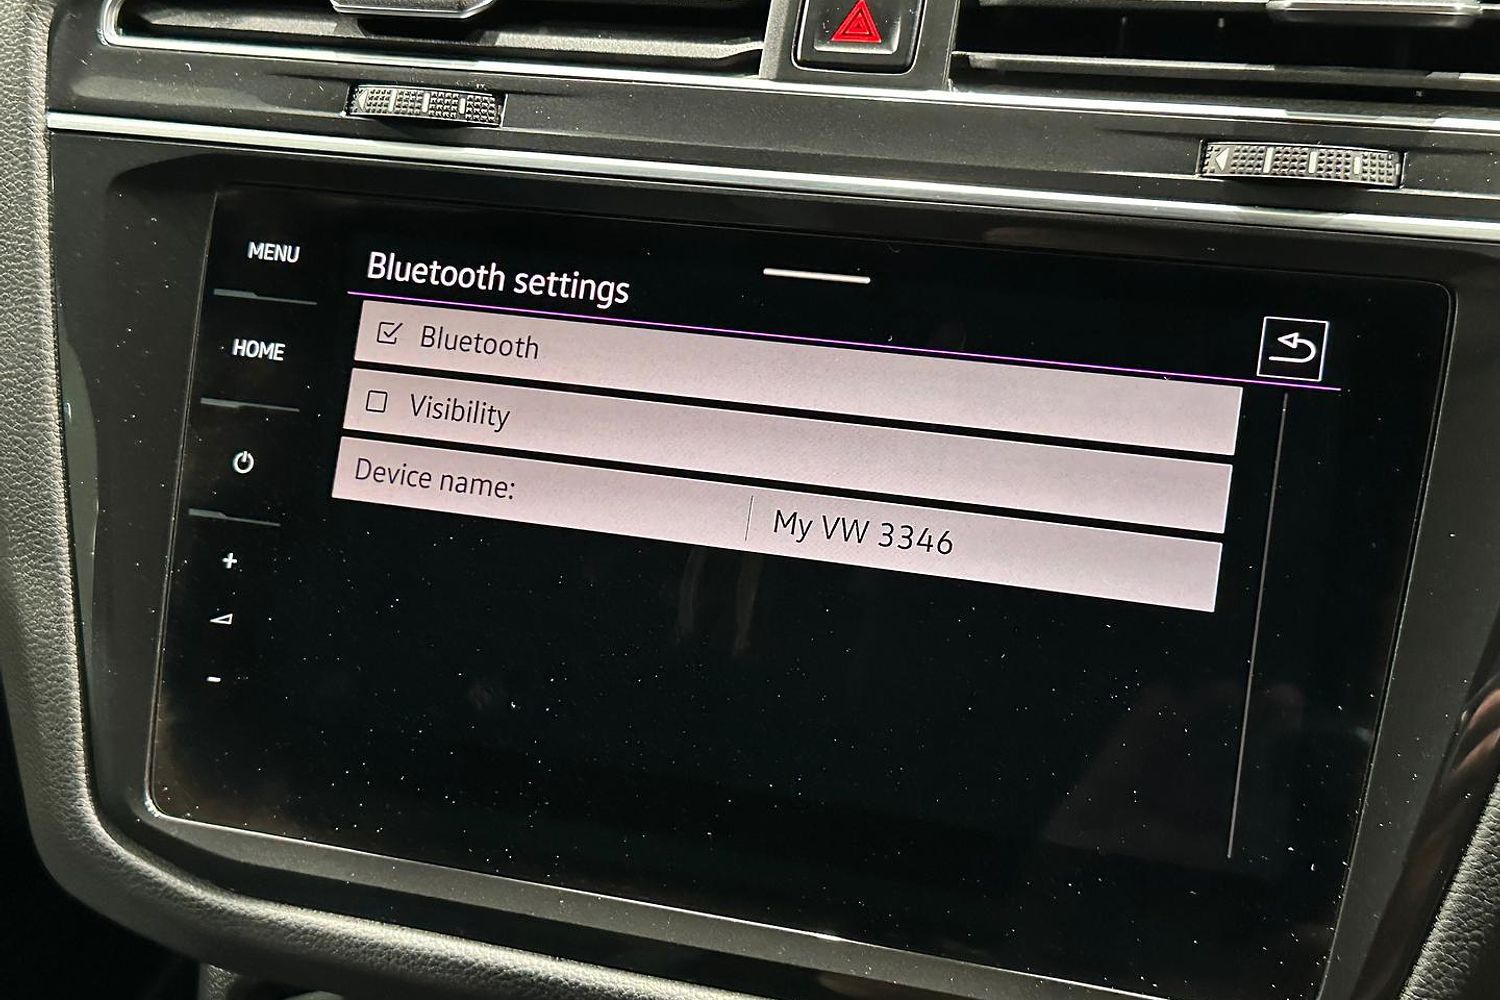 MENU
Bluetooth settings
HOME
Bluetooth
Visibility
Device name:
My VW 3346
+
-